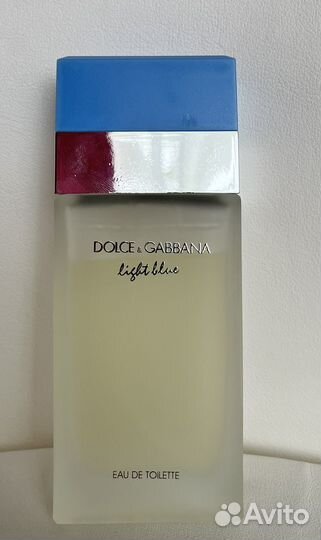 DOLCE & GABBANA
light blue
EAU DE TOILETTE
Avito